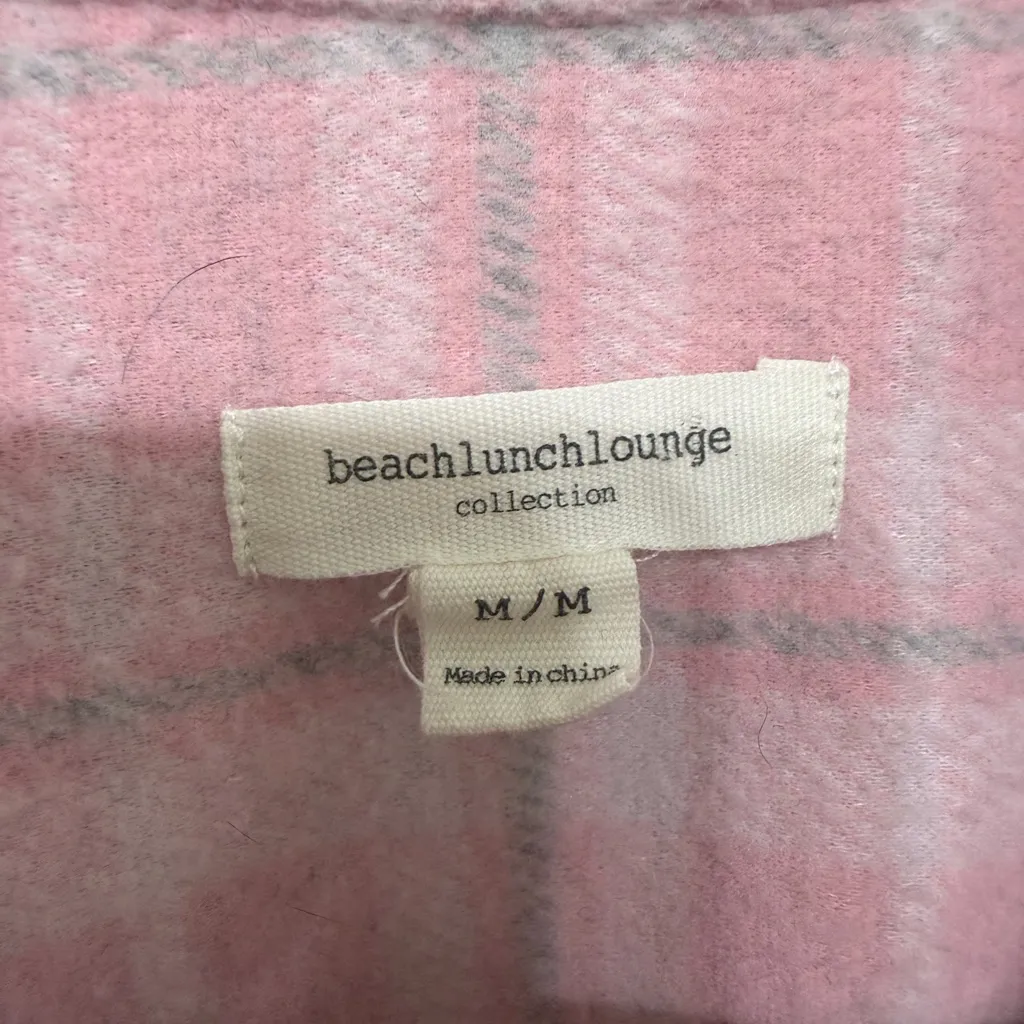 beachlunchlounge
collection
M/M
Made in china